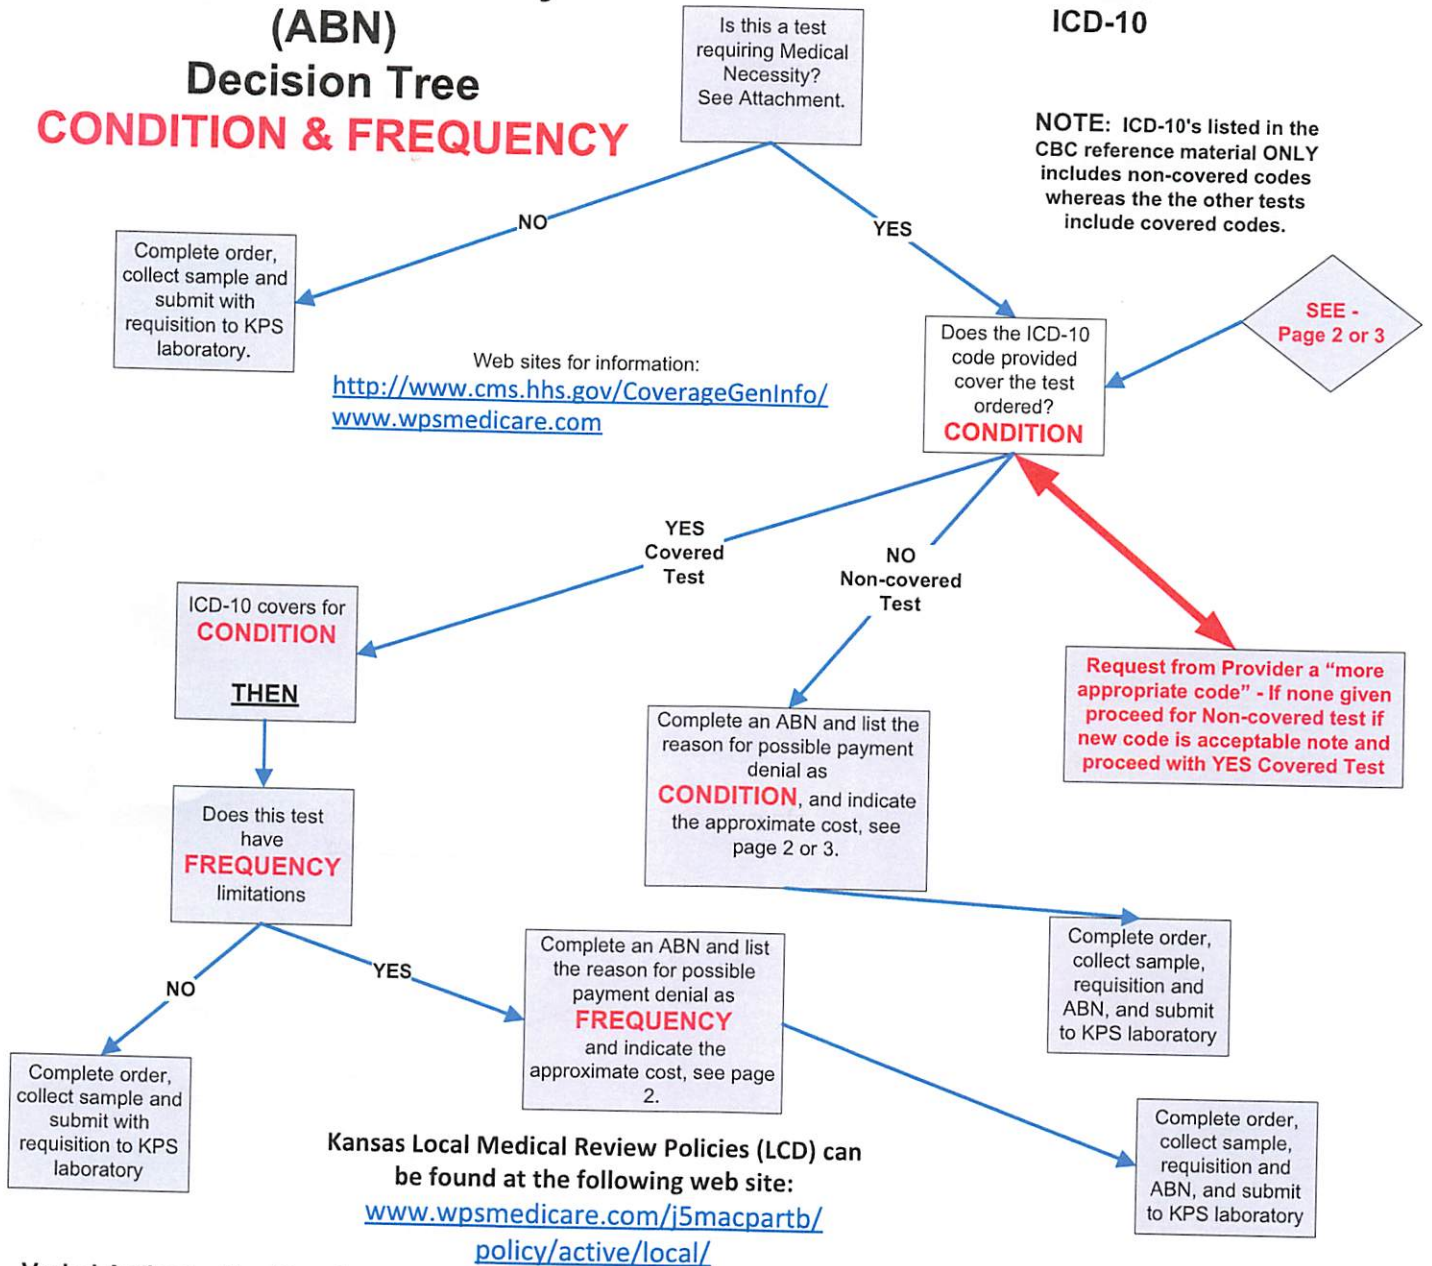 (ABN)
Decision Tree
CONDITION & FREQUENCY
ICD-10
Is this a test
requiring Medical
Necessity?
See Attachment.
NOTE: ICD-10's listed in the
CBC reference material ONLY
includes non-covered codes
whereas the the other tests
include covered codes.
NO
YES
Complete order,
collect sample and
submit with
requisition to KPS
laboratory.
SEE -
Page 2 or 3
Does the ICD-10
code provided
cover the test
ordered?
CONDITION
Web sites for information:
http://www.cms.hhs.gov/CoverageGenInfo/
www.wpsmedicare.com
YES
Covered
Test
NO
Non-covered
Test
ICD-10 covers for
CONDITION
THEN
Request from Provider a “more
appropriate code” - If none given
proceed for Non-covered test if
new code is acceptable note and
proceed with YES Covered Test
Complete an ABN and list the
reason for possible payment
denial as
CONDITION, and indicate
the approximate cost, see
page 2 or 3.
Does this test
have
FREQUENCY
limitations
NO
YES
Complete an ABN and list
the reason for possible
payment denial as
FREQUENCY
and indicate the
approximate cost, see page
2.
Complete order,
collect sample,
requisition and
ABN, and submit
to KPS laboratory
Complete order,
collect sample and
submit with
requisition to KPS
laboratory
Complete order,
collect sample,
requisition and
ABN, and submit
to KPS laboratory
Kansas Local Medical Review Policies (LCD) can
be found at the following web site:
www.wpsmedicare.com/j5macpartb/
policy/active/local/